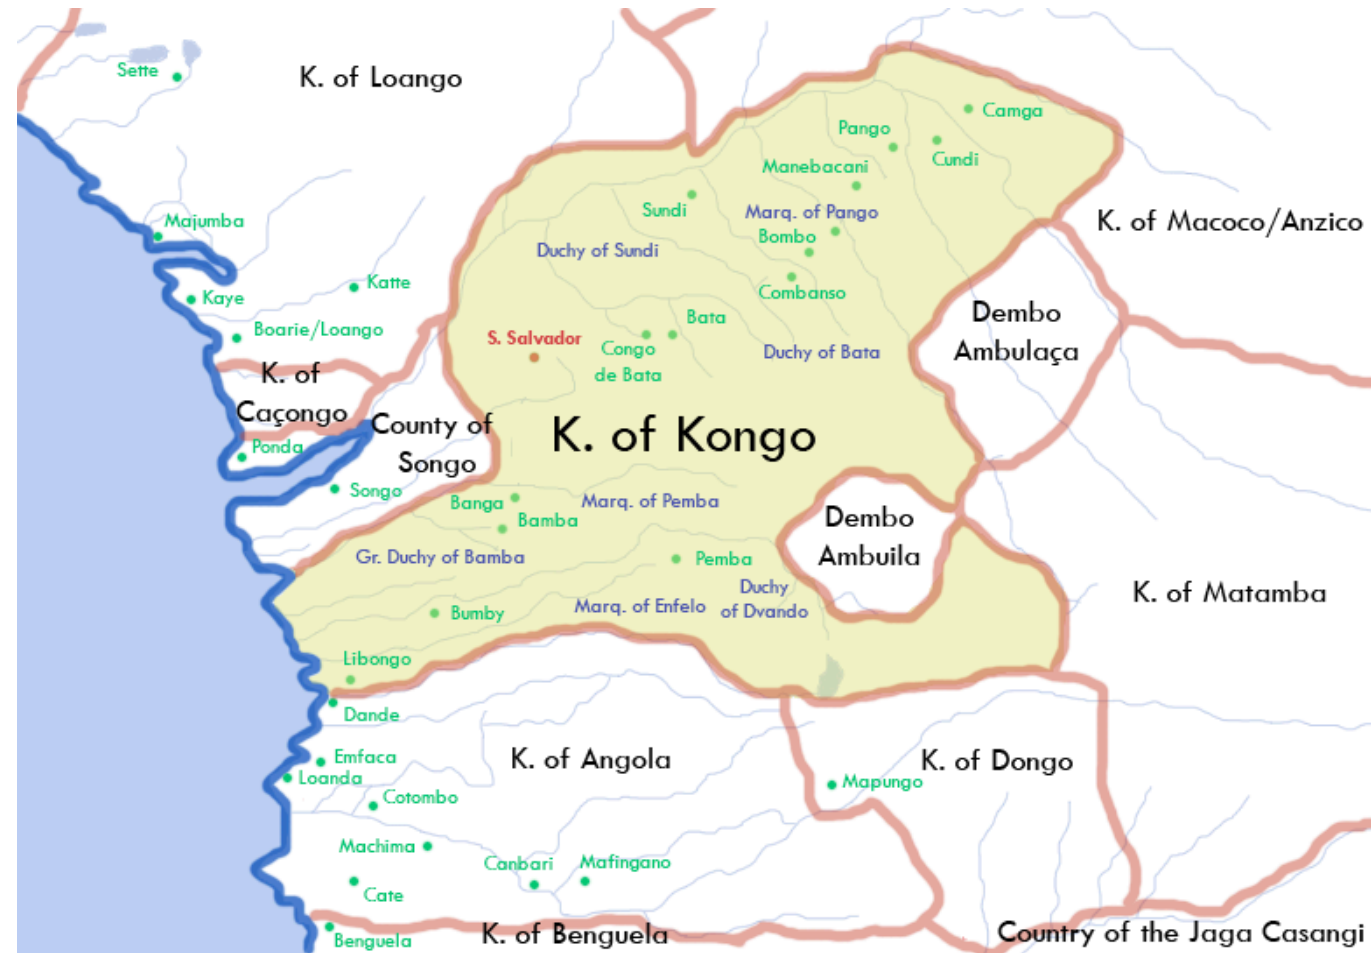 Sette
K. of Loango
Camga
Pango
Cundi
Manebacani
Sundi
Marq. of Pango
K. of Macoco/Anzico
Majumba
Bombo
Duchy of Sundi
Katte
Kaye
Combanso
Boarie/Loango
Bata
Dembo
Ambulaça
S. Salvador
Congo
de Bata
Duchy of Bata
K. of
Caçongo
County of
Songo
K. of Kongo
Ponda
Songo
Banga
Marq. of Pemba
Bamba
Dembo
Ambuila
Gr. Duchy of Bamba
Pemba
Duchy
of Dvando
Marq. of Enfelo
K. of Matamba
Bumby
Libongo
Dande
Emfaca
K. of Angola
K. of Dongo
Loanda
Mapungo
Cotombo
Machima
Canbari
Mafingano
Cate
Benguela
K. of Benguela
Country of the Jaga Casangi